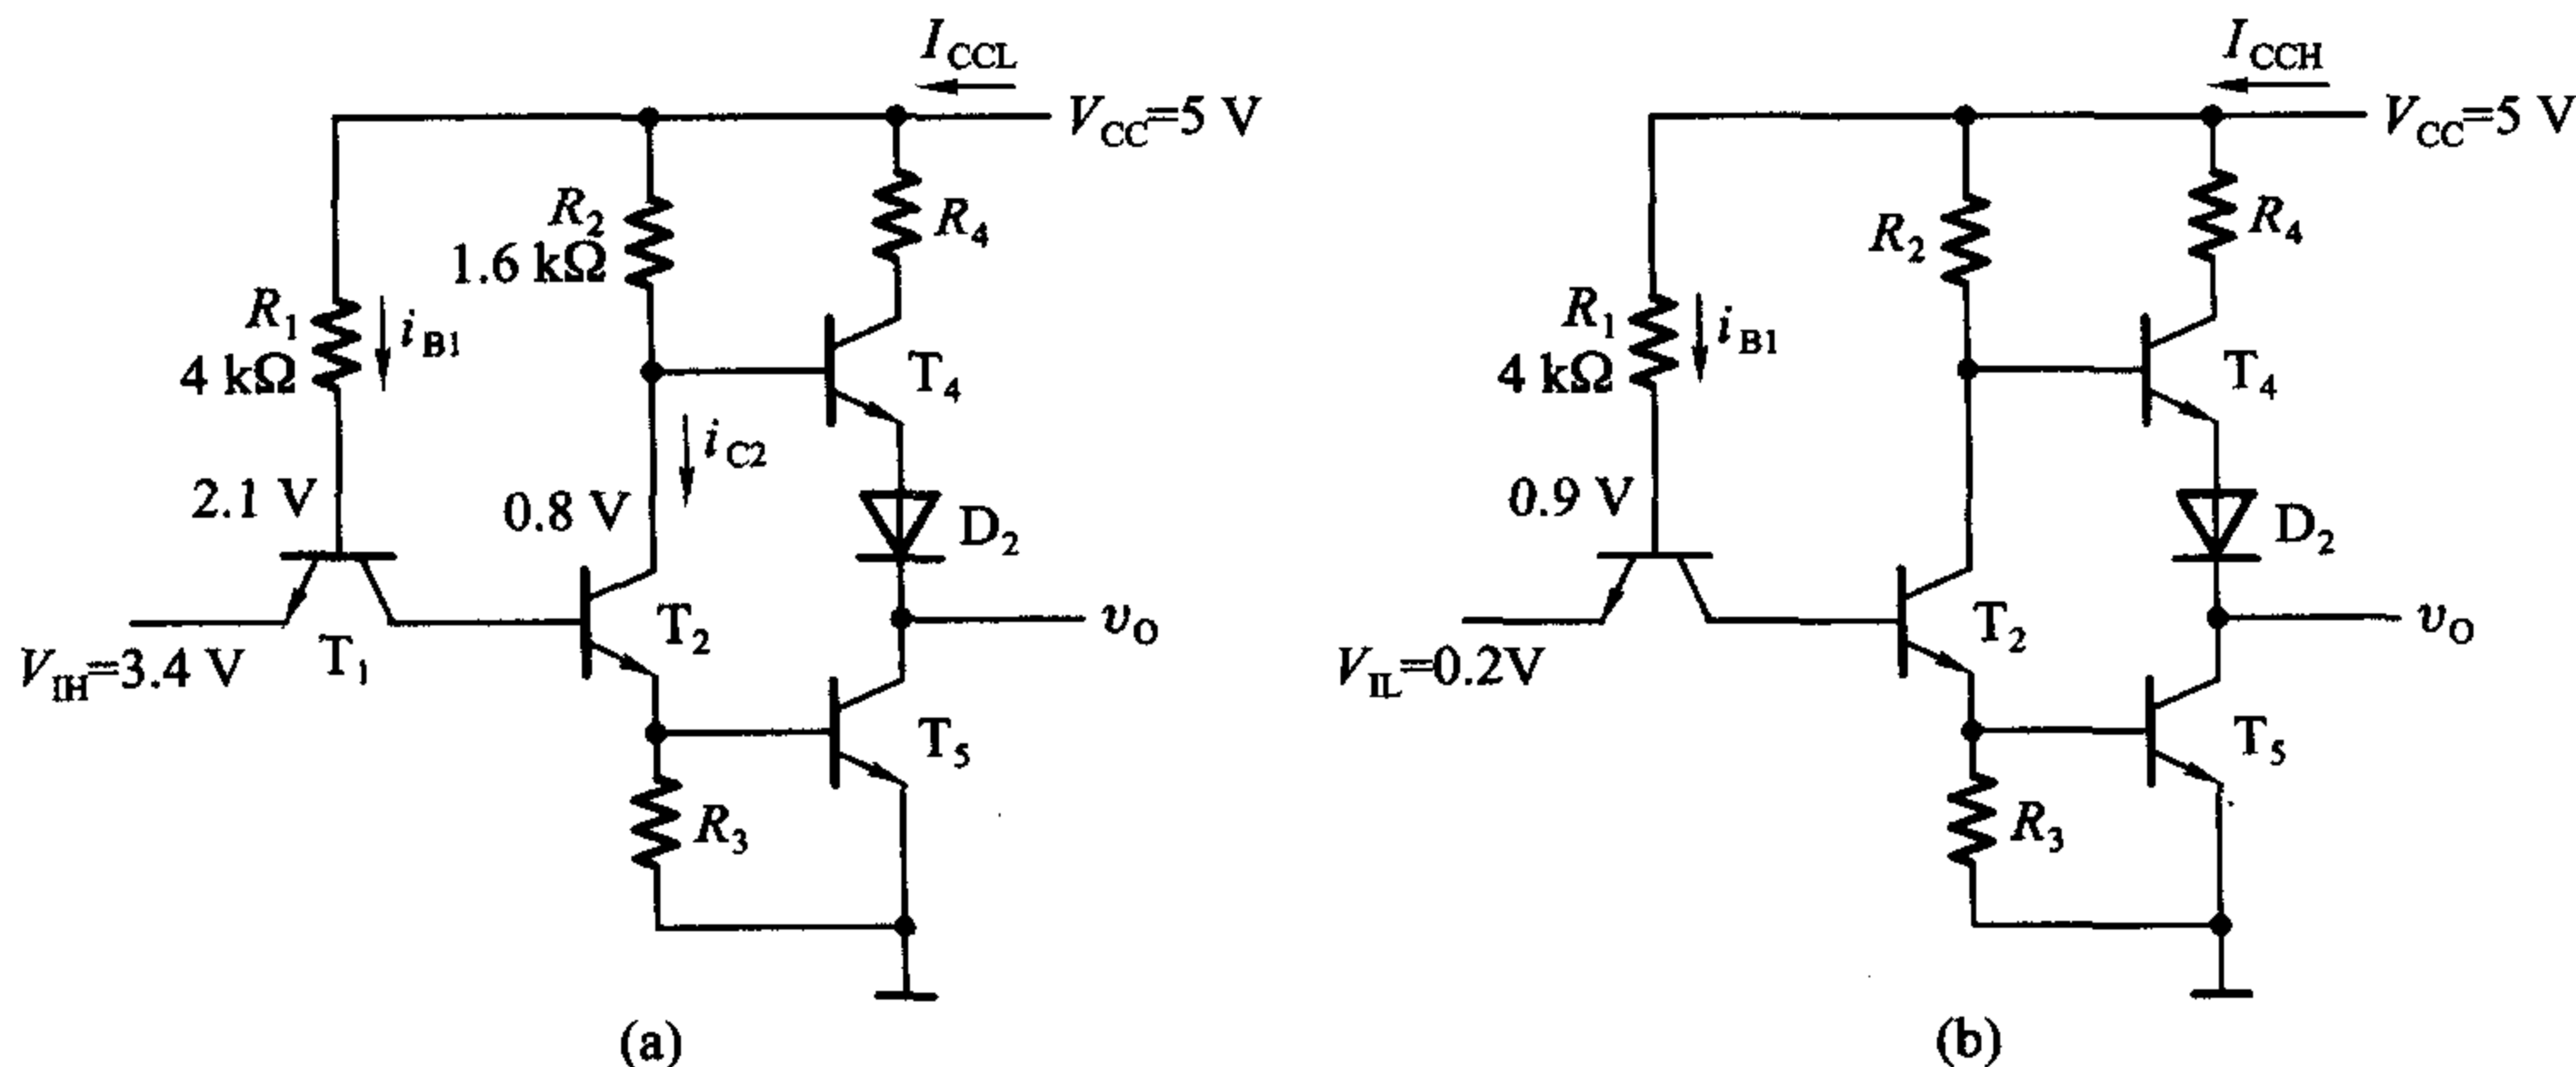 I_CCL
V_CC=5 V
R_2
1.6 kΩ
R_4
R_1
4 kΩ
i_B1
T_4
i_C2
2.1 V
0.8 V
D_2
V_IH=3.4 V
T_1
T_2
v_O
T_5
R_3
(a)
I_CCH
V_CC=5 V
R_2
R_4
R_1
4 kΩ
i_B1
T_4
0.9 V
D_2
V_IL=0.2V
T_2
v_O
T_5
R_3
(b)